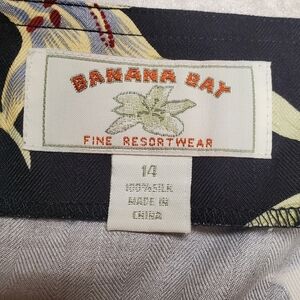 BANANA BAY
FINE RESORTWEAR
14
100% SILK
MADE IN
CHINA